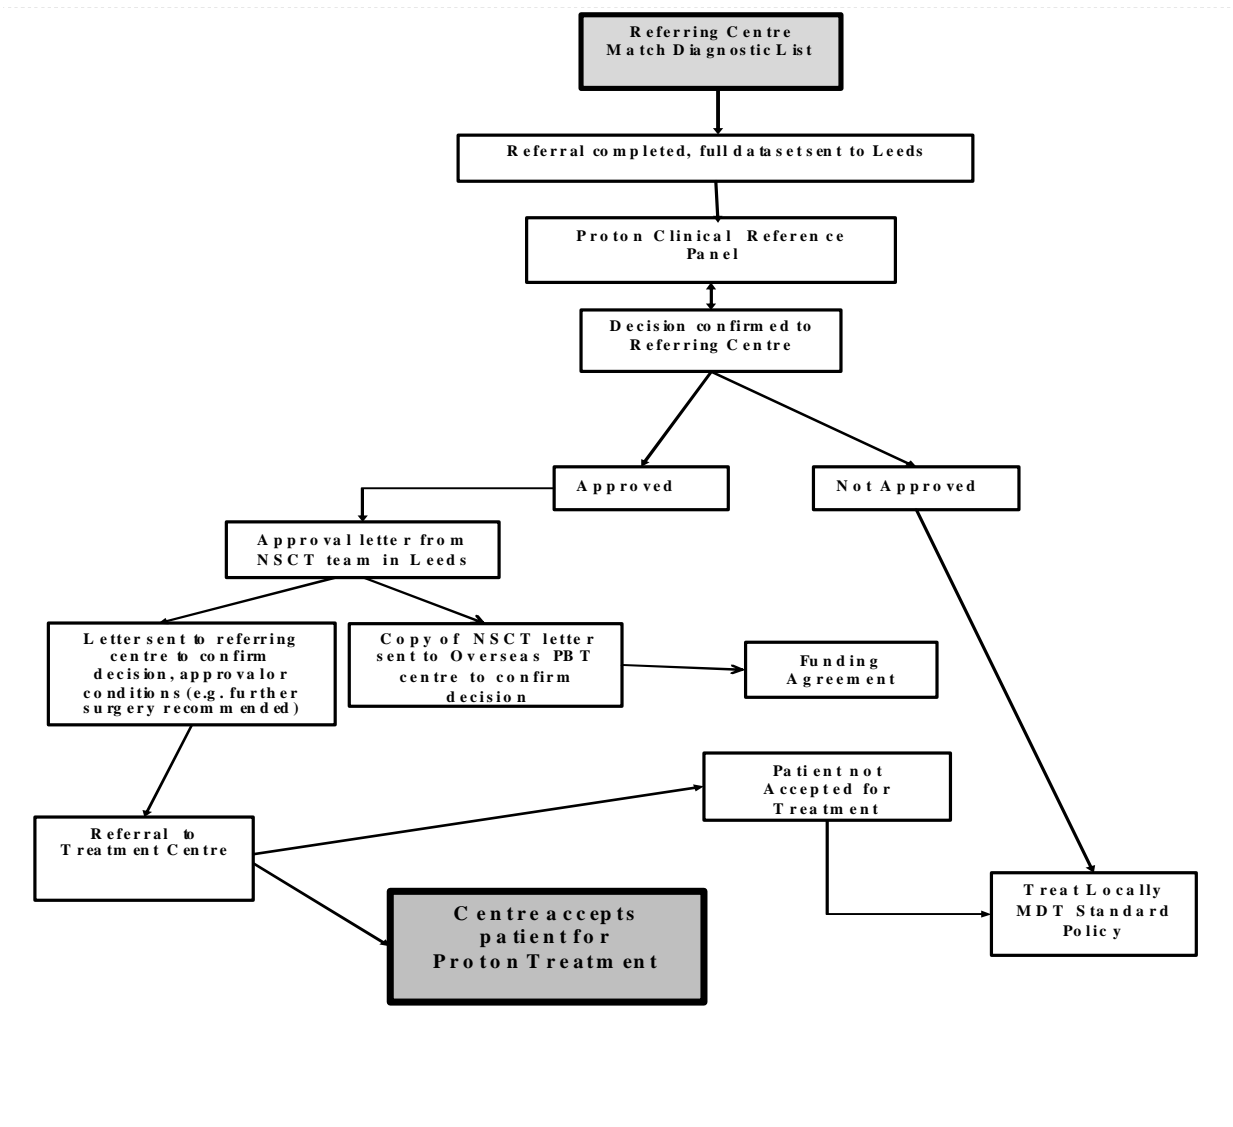 Referring Centre
Match Diagnostic List
Referral completed, full dataset sent to Leeds
Proton Clinical Reference
Panel
Decision confirmed to
Referring Centre
Approved
Not Approved
Approval letter from
NSCT team in Leeds
Letter sent to referring
centre to confirm
decision, approval or
conditions (e.g. further
surgery recommended)
Copy of NSCT letter
sent to Overseas PBT
centre to confirm
decision
Funding
Agreement
Patient not
Accepted for
Treatment
Referral to
Treatment Centre
Treat Locally
MDT Standard
Policy
Centre accepts
patient for
Proton Treatment